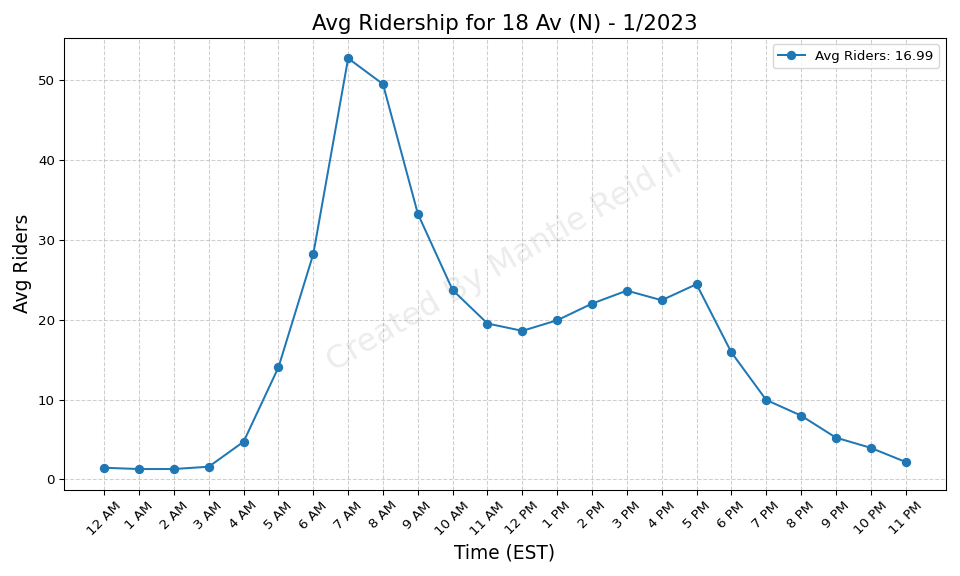 Avg Ridership for 18 Av (N) - 1/2023
Avg Riders: 16.99
50
40
30
20
10
0
Avg Riders
Created By Mantie Reid II
12 AM
1 AM
2 AM
3 AM
4 AM
5 AM
6 AM
7 AM
8 AM
9 AM
10 AM
11 AM
12 PM
1 PM
2 PM
3 PM
4 PM
5 PM
6 PM
7 PM
8 PM
9 PM
10 PM
11 PM
Time (EST)